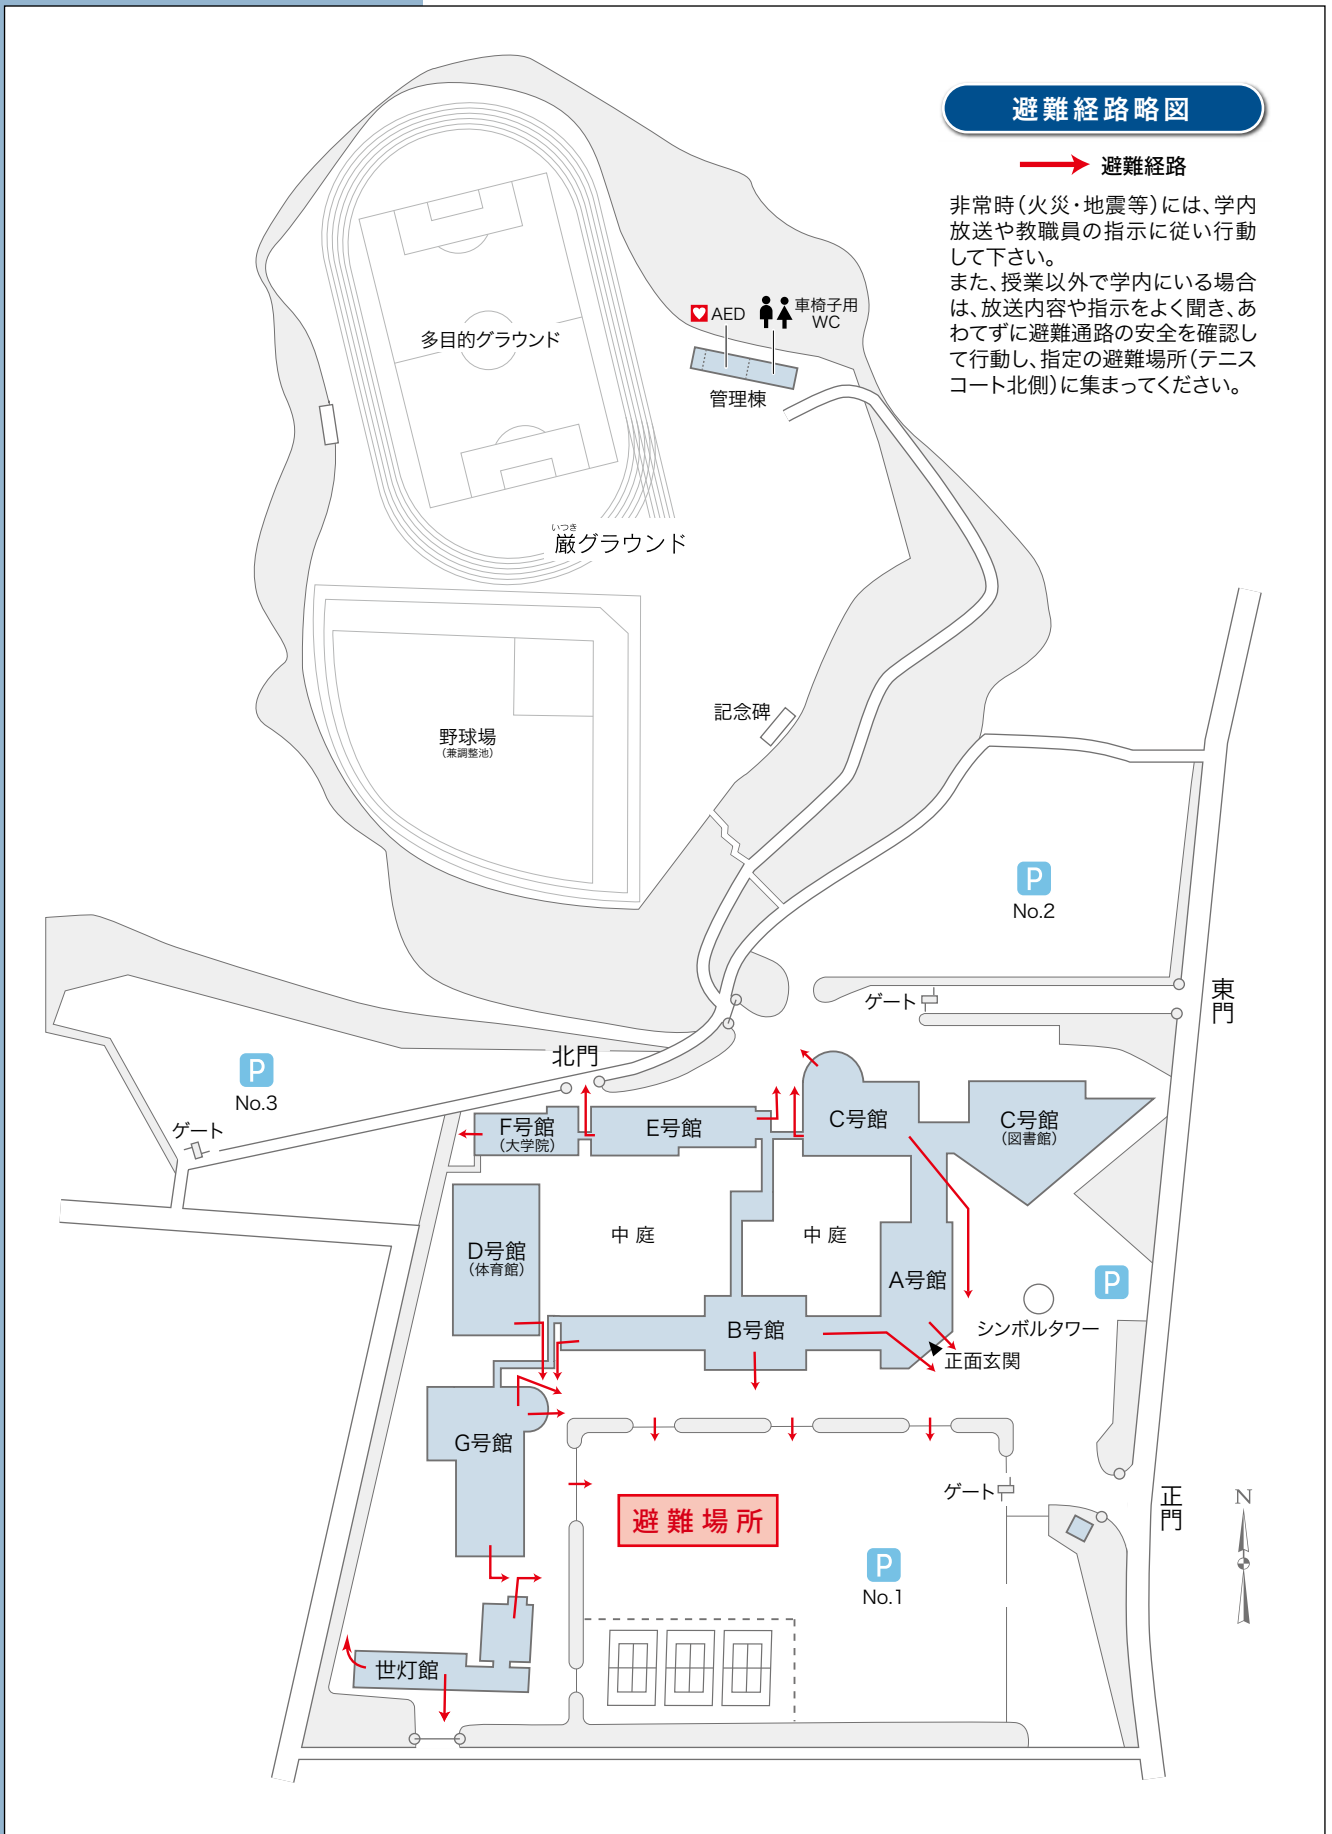 避難経路略図
避難経路
非常時（火災・地震等）には、学内
放送や教職員の指示に従い行動
して下さい。
また、授業以外で学内にいる場合
は、放送内容や指示をよく聞き、あ
わてずに避難通路の安全を確認し
て行動し、指定の避難場所（テニス
コート北側）に集まってください。
AED
車椅子用
WC
管理棟
多目的グラウンド
いつき
厳グラウンド
記念碑
野球場
（兼調整池）
P
No.2
東門
ゲート
北門
P
No.3
ゲート
F号館
（大学院）
E号館
C号館
C号館
（図書館）
中庭
中庭
D号館
（体育館）
A号館
P
B号館
シンボルタワー
正面玄関
G号館
ゲート
正門
N
避難場所
P
No.1
世灯館